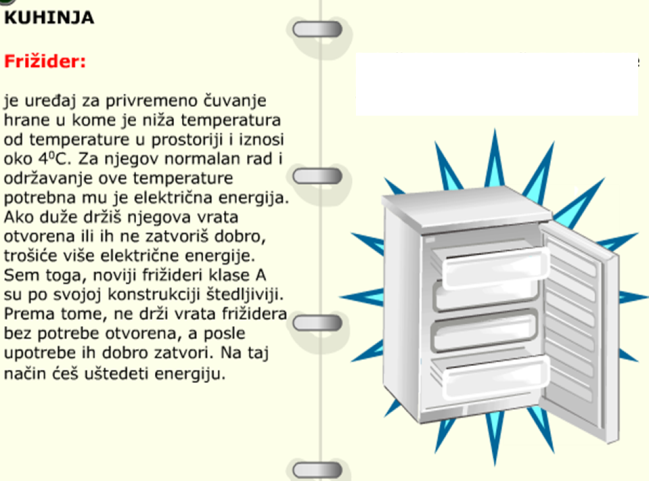 KUHINJA
Frižider:
je uređaj za privremeno čuvanje
hrane u kome je niža temperatura
od temperature u prostoriji i iznosi
oko 4⁰C. Za njegov normalan rad i
održavanje ove temperature
potrebna mu je električna energija.
Ako duže držiš njegova vrata
otvorena ili ih ne zatvoriš dobro,
trošiće više električne energije.
Sem toga, noviji frižideri klase A
su po svojoj konstrukciji štedljiviji.
Prema tome, ne drži vrata frižidera
bez potrebe otvorena, a posle
upotrebe ih dobro zatvori. Na taj
način ćeš uštedeti energiju.